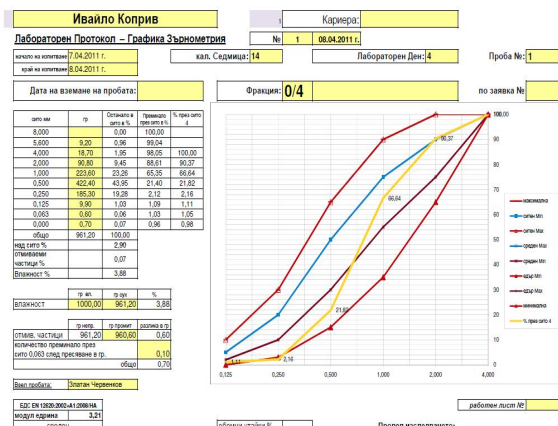 Ивайло Коприв
1 Кариера:
Лабораторен Протокол – Графика Зърнометрия
№ 1 08.04.2011 г.
начало на изпитване 7.04.2011 г.
кал. Седмица: 14
Лабораторен Ден: 4
Проба №: 1
край на изпитване 8.04.2011 г.
Дата на вземане на пробата:
Фракция: 0/4
по заявка №
сито мм гр Останало в сито в % Преминало през сито в % % през сито 4
8,000 0,00 100,00
5,600 9,20 0,96 99,04
4,000 18,70 1,95 98,05 100,00
2,000 90,80 9,45 88,61 90,37
1,000 223,60 23,26 65,35 66,64
0,500 422,40 43,95 21,40 21,82
0,250 185,30 19,28 2,12 2,16
0,125 9,90 1,03 1,09 1,11
0,063 0,60 0,06 1,03 1,05
0,000 0,70 0,07 0,96 0,98
общо 961,20 100,00
над сито % 2,90
отмиваеми частици % 0,07
Влажност % 3,88
гр вл. гр сух %
влажност 1000,00 961,20 3,88
гр непр. гр промит разлика в гр
отмив. частици 961,20 960,60 0,60
количество преминало през
сито 0,063 след пресяване в гр. 0,10
общо 0,70
Взел пробата: Златан Червенков
БДС EN 12620:2002+A1:2008/NA
модул едрина 3,21
100,00
90,37
66,64
21,82
2,16
1,11
100
90
80
70
60
50
40
30
20
10
0
0,125 0,250 0,500 1,000 2,000 4,000
максимална
ситен Min
ситен Max
среден Max
среден Min
едър Min
едър Max
минимална
% през сито 4
работен лист №